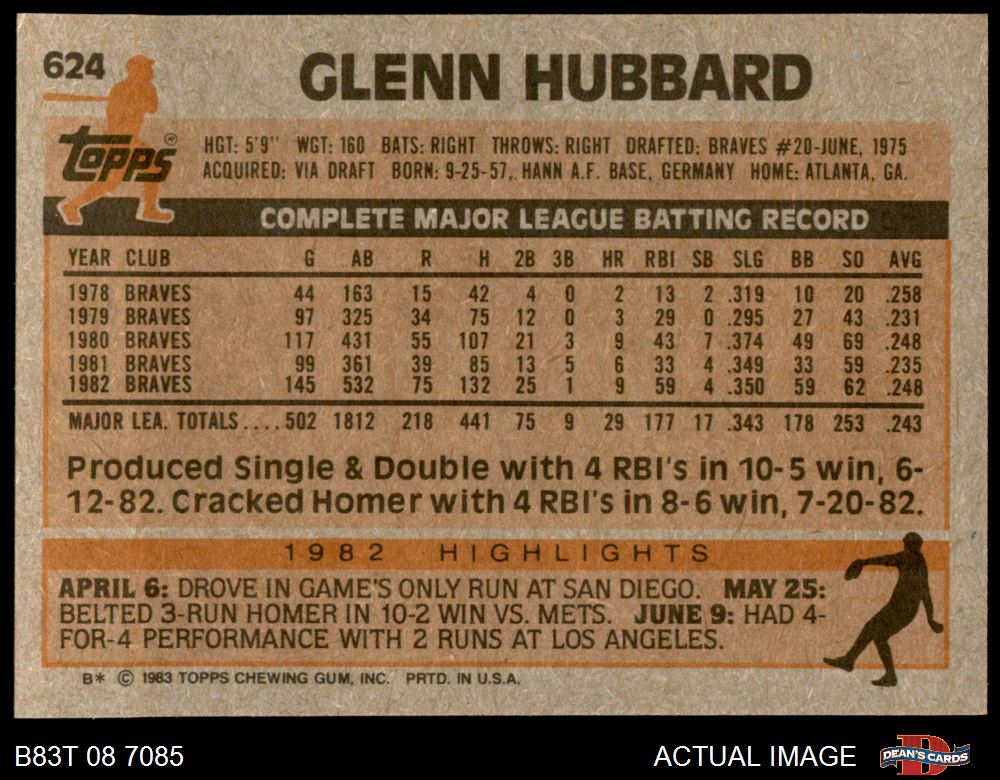 624
GLENN HUBBARD
Topps®
HGT: 5'9" WGT: 160 BATS: RIGHT THROWS: RIGHT DRAFTED: BRAVES #20-JUNE, 1975
ACQUIRED: VIA DRAFT BORN: 9-25-57, HANN A.F. BASE, GERMANY HOME: ATLANTA, GA.
COMPLETE MAJOR LEAGUE BATTING RECORD
YEAR CLUB G AB R H 2B 3B HR RBI SB SLG BB SO AVG
1978 BRAVES 44 163 15 42 4 0 2 13 2 .319 10 20 .258
1979 BRAVES 97 325 34 75 12 0 3 29 0 .295 27 43 .231
1980 BRAVES 117 431 55 107 21 3 9 43 7 .374 49 69 .248
1981 BRAVES 99 361 39 85 13 5 6 33 4 .349 33 59 .235
1982 BRAVES 145 532 75 132 25 1 9 59 4 .350 59 62 .248
MAJOR LEA. TOTALS....502 1812 218 441 75 9 29 177 17 .343 178 253 .243
Produced Single & Double with 4 RBI's in 10-5 win, 6-
12-82. Cracked Homer with 4 RBI's in 8-6 win, 7-20-82.
1982 HIGHLIGHTS
APRIL 6: DROVE IN GAME'S ONLY RUN AT SAN DIEGO. MAY 25:
BELTED 3-RUN HOMER IN 10-2 WIN VS. METS. JUNE 9: HAD 4-
FOR-4 PERFORMANCE WITH 2 RUNS AT LOS ANGELES.
B* © 1983 TOPPS CHEWING GUM, INC. PRTD. IN U.S.A.
B83T 08 7085
ACTUAL IMAGE
DEAN'S CARDS